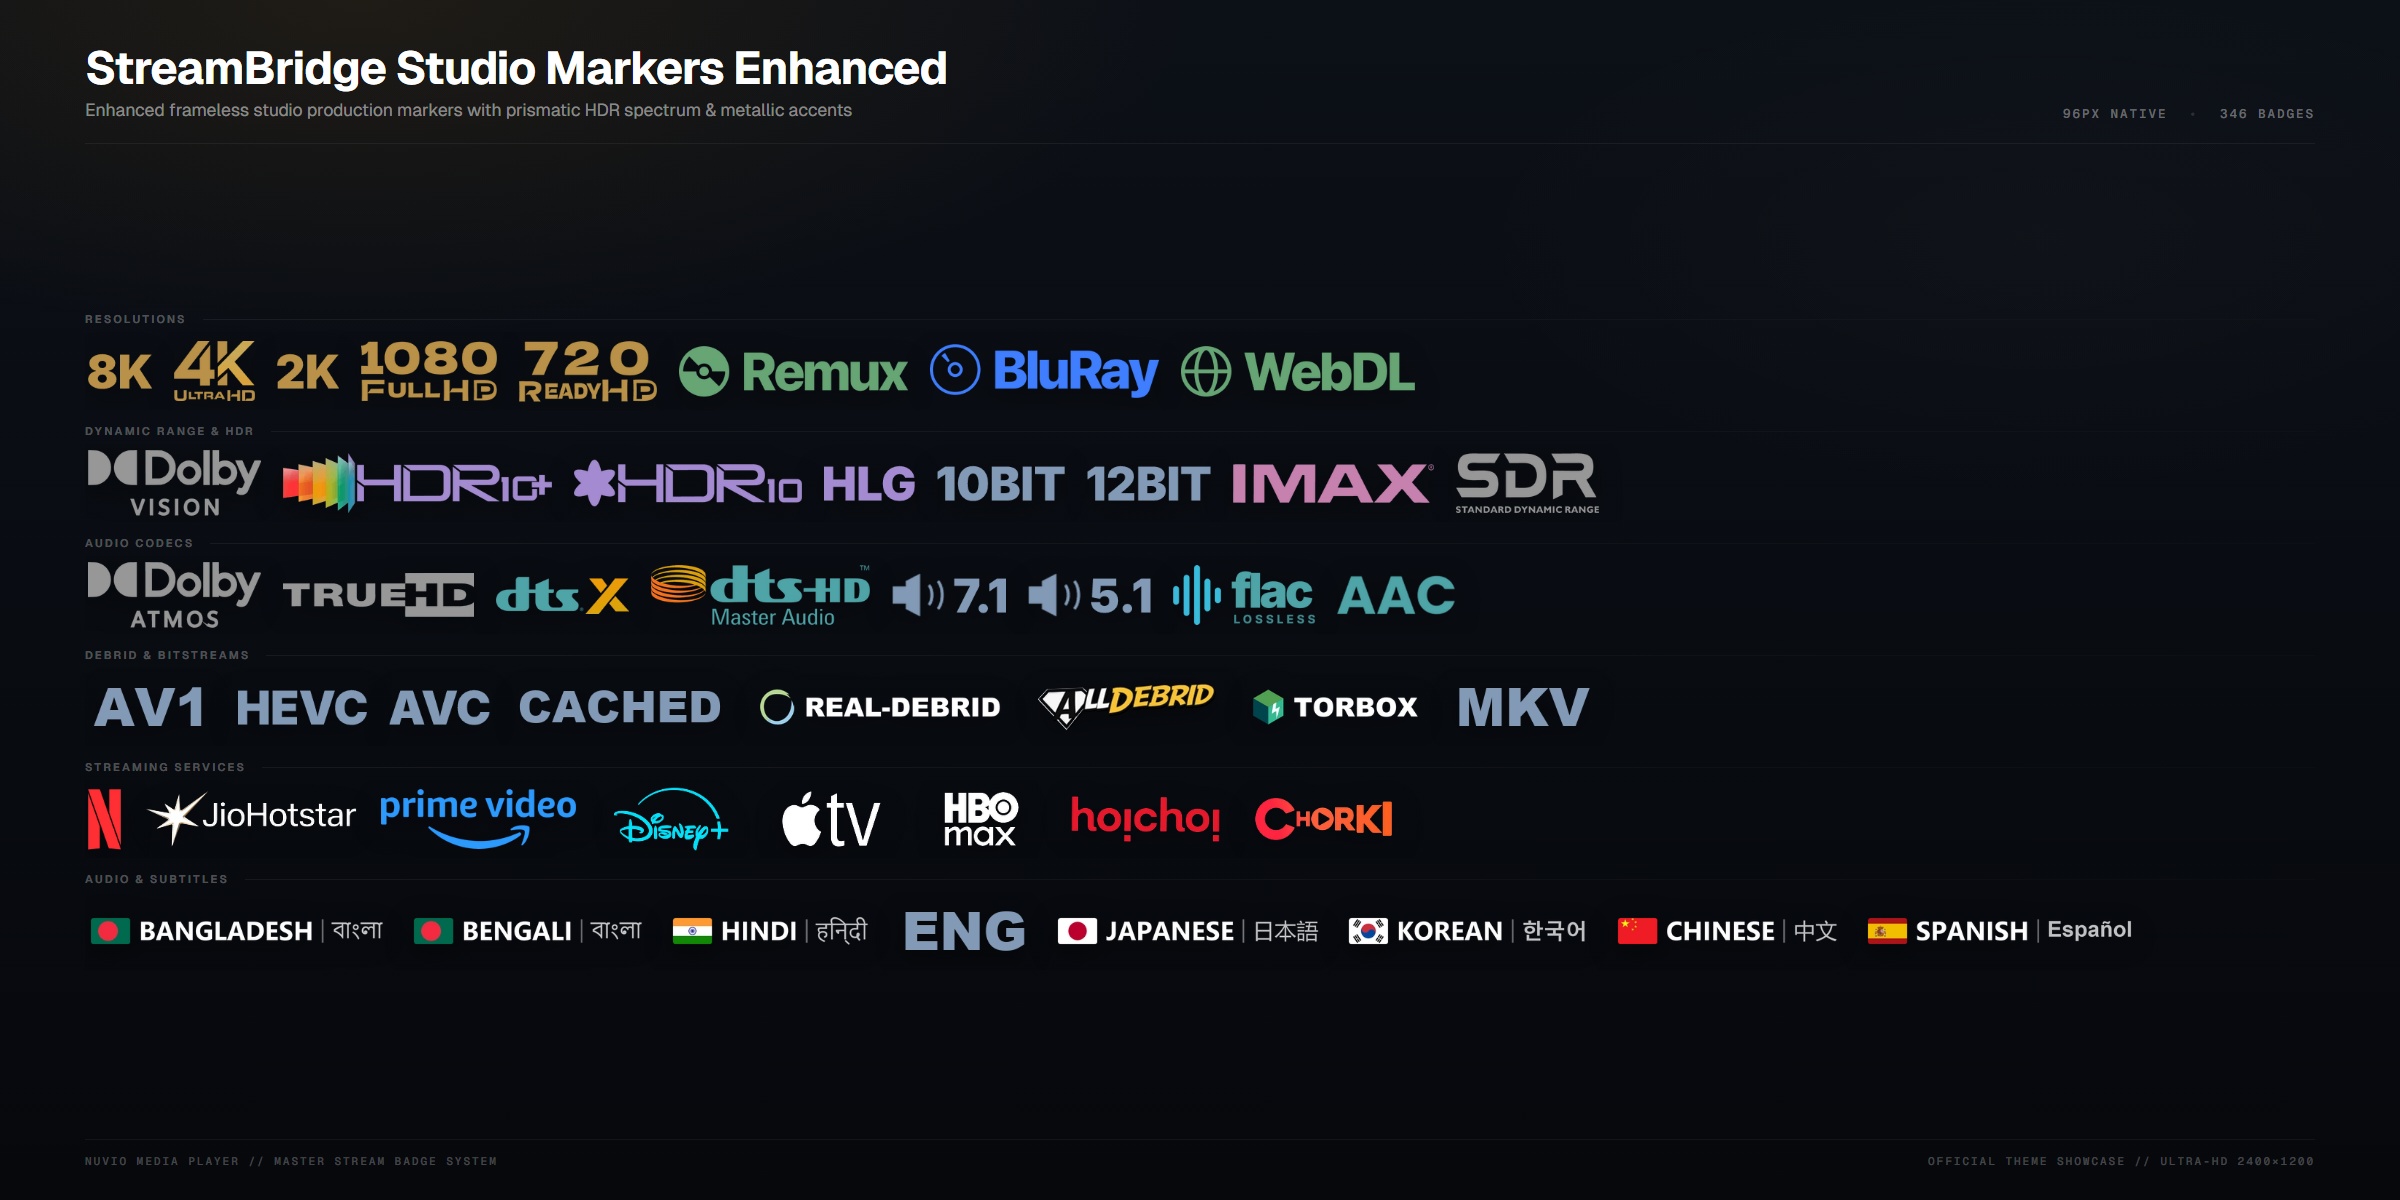 StreamBridge Studio Markers Enhanced
Enhanced frameless studio production markers with prismatic HDR spectrum & metallic accents
96PX NATIVE · 346 BADGES
RESOLUTIONS
8K 4K ULTRA HD 2K 1080 FULL HD 720 READY HD Remux BluRay WebDL
DYNAMIC RANGE & HDR
Dolby VISION HDR10+ HDR10 HLG 10BIT 12BIT IMAX® SDR STANDARD DYNAMIC RANGE
AUDIO CODECS
Dolby ATMOS TRUEHD dts X dts-HD™ Master Audio 7.1 5.1 flac LOSSLESS AAC
DEBRID & BITSTREAMS
AV1 HEVC AVC CACHED REAL-DEBRID ALLDEBRID TORBOX MKV
STREAMING SERVICES
N JioHotstar prime video Disney+ tv HBO max hoichoi CHORKI
AUDIO & SUBTITLES
BANGLADESH | বাংলা BENGALI | বাংলা HINDI | हिन्दी ENG JAPANESE | 日本語 KOREAN | 한국어 CHINESE | 中文 SPANISH | Español
NUVIO MEDIA PLAYER // MASTER STREAM BADGE SYSTEM
OFFICIAL THEME SHOWCASE // ULTRA-HD 2400×1200